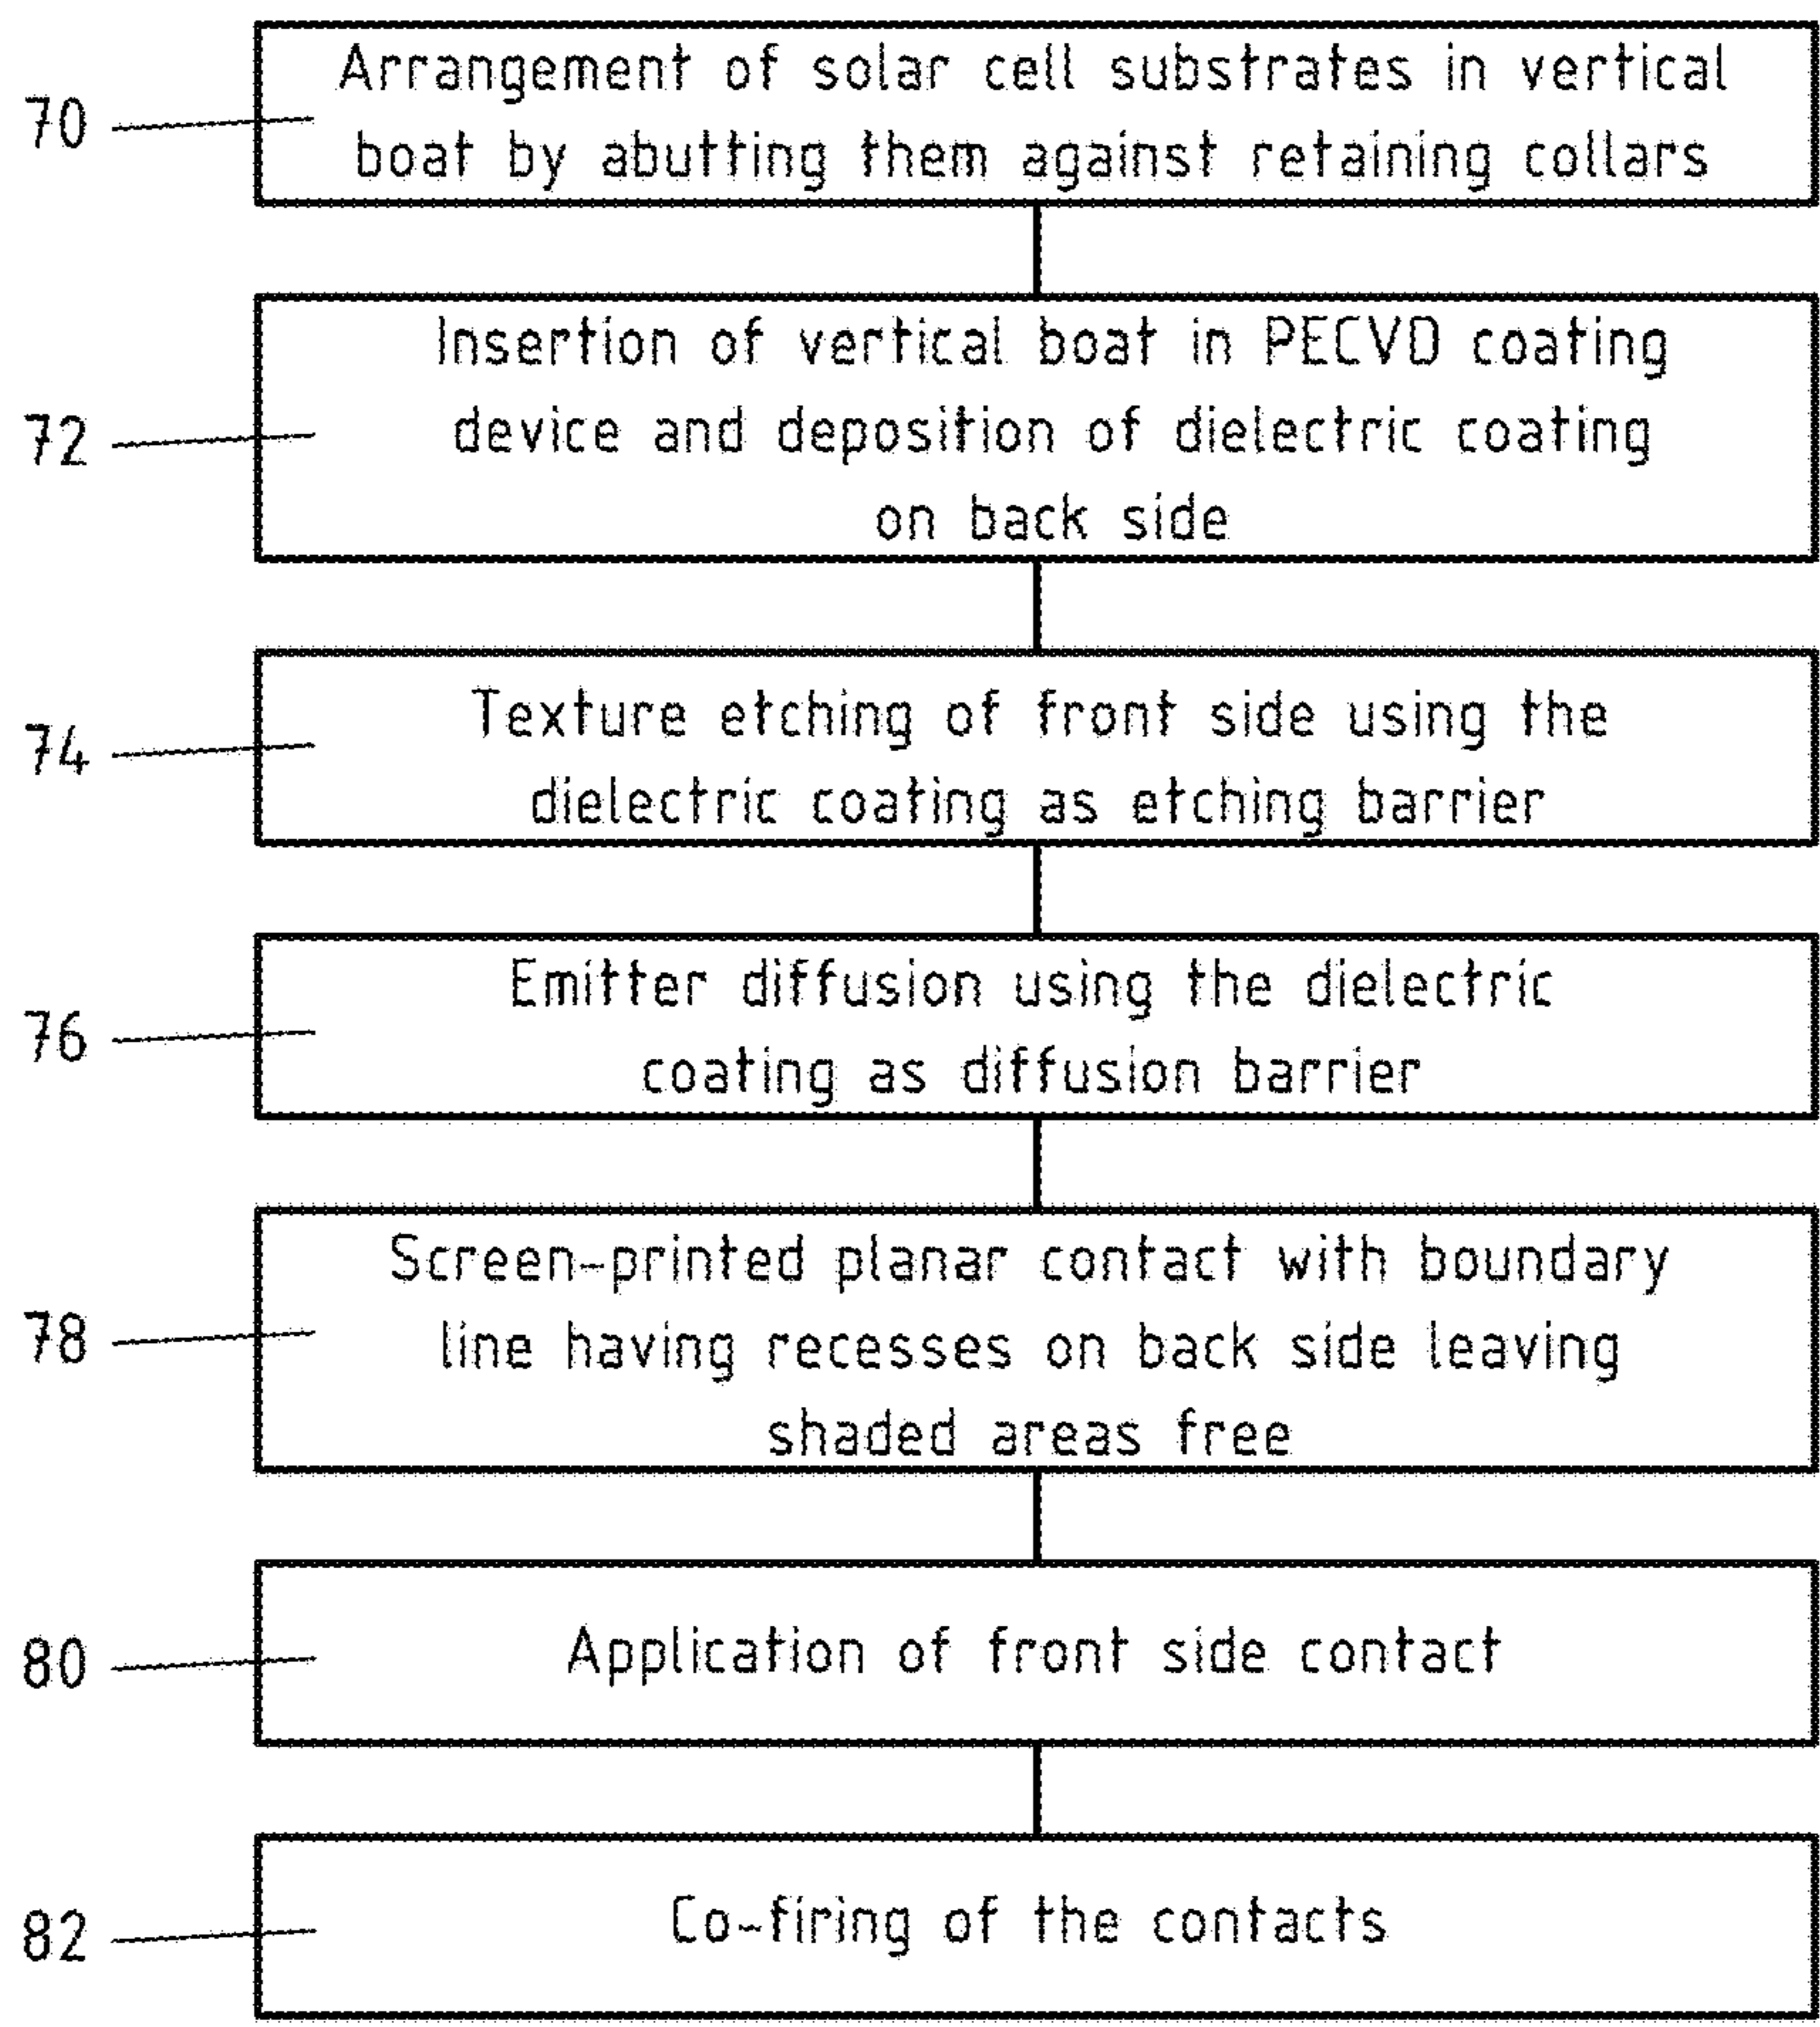 70
Arrangement of solar cell substrates in vertical
boat by abutting them against retaining collars
72
Insertion of vertical boat in PECVD coating
device and deposition of dielectric coating
on back side
74
Texture etching of front side using the
dielectric coating as etching barrier
76
Emitter diffusion using the dielectric
coating as diffusion barrier
78
Screen-printed planar contact with boundary
line having recesses on back side leaving
shaded areas free
80
Application of front side contact
82
Co-firing of the contacts